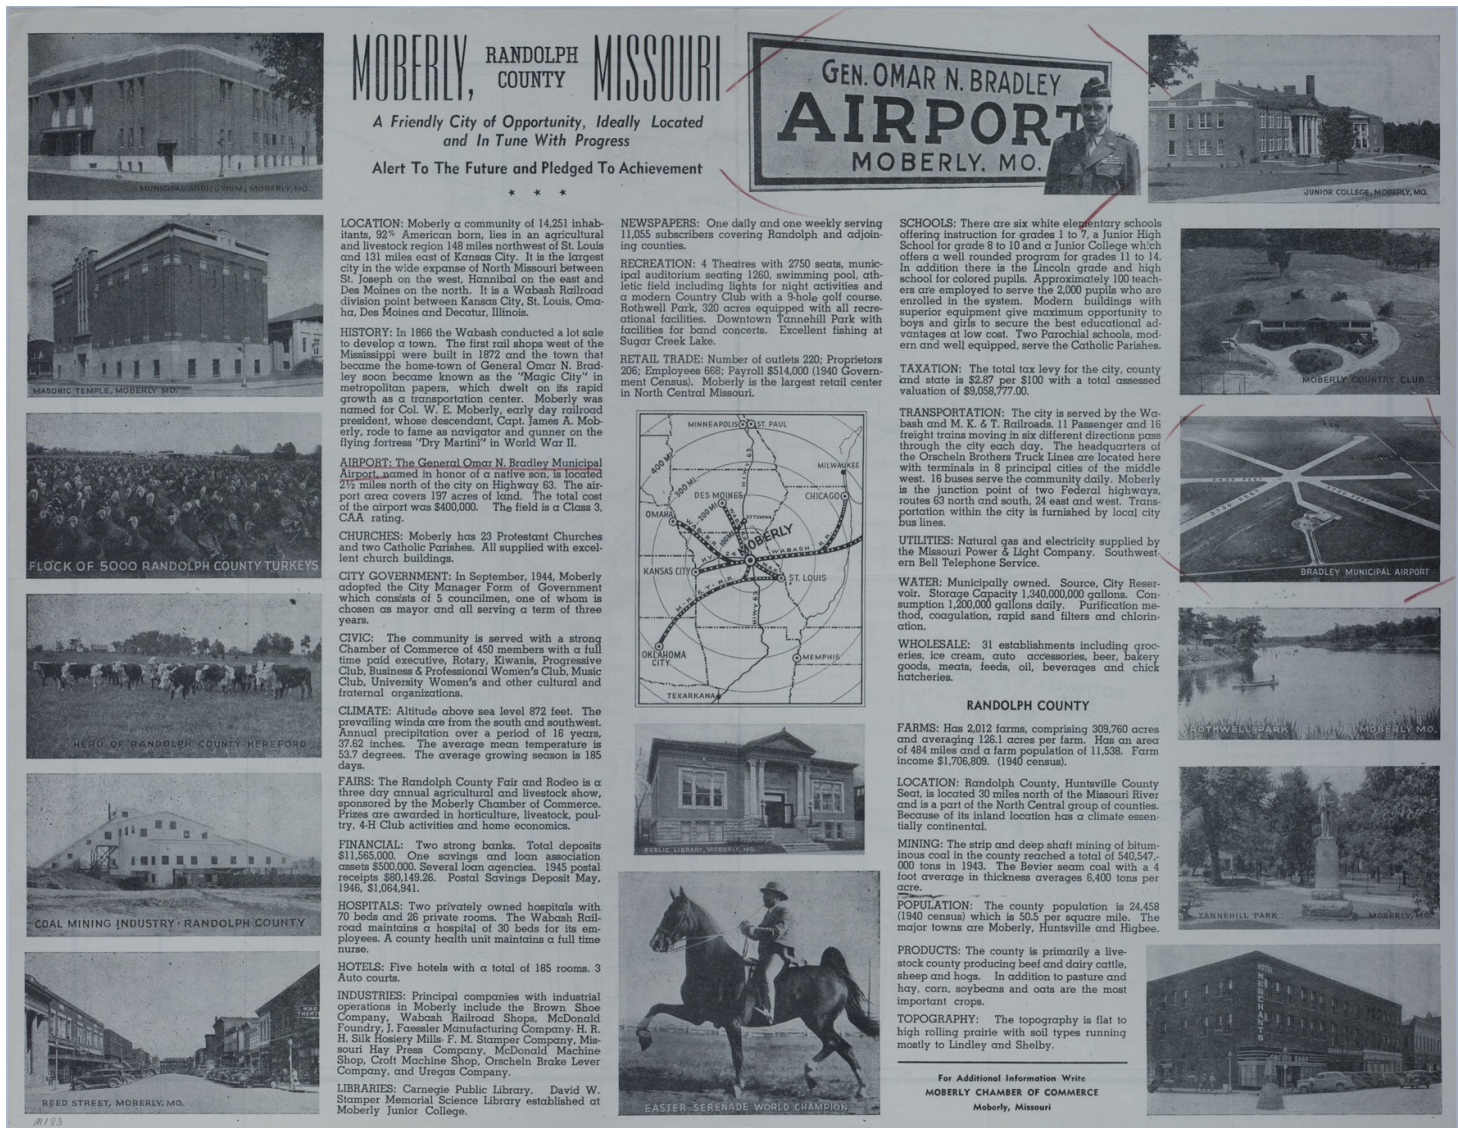 MOBERLY, RANDOLPH COUNTY MISSOURI
A Friendly City of Opportunity, Ideally Located
and In Tune With Progress
Alert To The Future and Pledged To Achievement
* * *
GEN. OMAR N. BRADLEY
AIRPORT
MOBERLY, MO.
MUNICIPAL AUDITORIUM, MOBERLY, MO.
MASONIC TEMPLE, MOBERLY MO.
FLOCK OF 5000 RANDOLPH COUNTY TURKEYS
HERD OF RANDOLPH COUNTY HEREFORD
COAL MINING INDUSTRY · RANDOLPH COUNTY
REED STREET, MOBERLY, MO.
M183
LOCATION: Moberly a community of 14,251 inhab-
itants, 92% American born, lies in an agricultural
and livestock region 148 miles northwest of St. Louis
and 131 miles east of Kansas City. It is the largest
city in the wide expanse of North Missouri between
St. Joseph on the west, Hannibal on the east and
Des Moines on the north. It is a Wabash Railroad
division point between Kansas City, St. Louis, Oma-
ha, Des Moines and Decatur, Illinois.
HISTORY: In 1866 the Wabash conducted a lot sale
to develop a town. The first rail shops west of the
Mississippi were built in 1872 and the town that
became the home-town of General Omar N. Brad-
ley soon became known as the "Magic City" in
metropolitan papers, which dwelt on its rapid
growth as a transportation center. Moberly was
named for Col. W. E. Moberly, early day railroad
president, whose descendant, Capt. James A. Mob-
erly, rode to fame as navigator and gunner on the
flying fortress "Dry Martini" in World War II.
AIRPORT: The General Omar N. Bradley Municipal
Airport, named in honor of a native son, is located
2½ miles north of the city on Highway 63. The air-
port area covers 197 acres of land. The total cost
of the airport was $400,000. The field is a Class 3,
CAA rating.
CHURCHES: Moberly has 23 Protestant Churches
and two Catholic Parishes. All supplied with excel-
lent church buildings.
CITY GOVERNMENT: In September, 1944, Moberly
adopted the City Manager Form of Government
which consists of 5 councilmen, one of whom is
chosen as mayor and all serving a term of three
years.
CIVIC: The community is served with a strong
Chamber of Commerce of 450 members with a full
time paid executive, Rotary, Kiwanis, Progressive
Club, Business & Professional Women's Club, Music
Club, University Women's and other cultural and
fraternal organizations.
CLIMATE: Altitude above sea level 872 feet. The
prevailing winds are from the south and southwest.
Annual precipitation over a period of 16 years,
37.62 inches. The average mean temperature is
53.7 degrees. The average growing season is 185
days.
FAIRS: The Randolph County Fair and Rodeo is a
three day annual agricultural and livestock show,
sponsored by the Moberly Chamber of Commerce.
Prizes are awarded in horticulture, livestock, poul-
try, 4-H Club activities and home economics.
FINANCIAL: Two strong banks. Total deposits
$11,565,000. One savings and loan association
assets $500,000. Several loan agencies. 1945 postal
receipts $80,149.26. Postal Savings Deposit May,
1946, $1,064,941.
HOSPITALS: Two privately owned hospitals with
70 beds and 26 private rooms. The Wabash Rail-
road maintains a hospital of 30 beds for its em-
ployees. A county health unit maintains a full time
nurse.
HOTELS: Five hotels with a total of 185 rooms. 3
Auto courts.
INDUSTRIES: Principal companies with industrial
operations in Moberly include the Brown Shoe
Company, Wabash Railroad Shops, McDonald
Foundry, J. Faessler Manufacturing Company. H. R.
H. Silk Hosiery Mills. F. M. Stamper Company, Mis-
souri Hay Press Company, McDonald Machine
Shop, Croft Machine Shop, Orscheln Brake Lever
Company, and Uregas Company.
LIBRARIES: Carnegie Public Library. David W.
Stamper Memorial Science Library established at
Moberly Junior College.
NEWSPAPERS: One daily and one weekly serving
11,055 subscribers covering Randolph and adjoin-
ing counties.
RECREATION: 4 Theatres with 2750 seats, munic-
ipal auditorium seating 1260, swimming pool, ath-
letic field including lights for night activities and
a modern Country Club with a 9-hole golf course.
Rothwell Park, 320 acres equipped with all recre-
ational facilities. Downtown Tannehill Park with
facilities for band concerts. Excellent fishing at
Sugar Creek Lake.
RETAIL TRADE: Number of outlets 220; Proprietors
206; Employees 668; Payroll $514,000 (1940 Govern-
ment Census). Moberly is the largest retail center
in North Central Missouri.
MINNEAPOLIS ST. PAUL
400 MI.
HIWY 63
MILWAUKEE
300 MI.
DES MOINES
CHICAGO
200 MI.
OMAHA
OTTUMWA
100 MI.
MOBERLY
WABASH R.R.
HWY 24
KANSAS CITY
ST. LOUIS
M.K.T. R.R.
HIWY 63
OKLAHOMA CITY
MEMPHIS
TEXARKANA
PUBLIC LIBRARY, MOBERLY, MO.
EASTER SERENADE WORLD CHAMPION
SCHOOLS: There are six white elementary schools
offering instruction for grades 1 to 7, a Junior High
School for grade 8 to 10 and a Junior College which
offers a well rounded program for grades 11 to 14.
In addition there is the Lincoln grade and high
school for colored pupils. Approximately 100 teach-
ers are employed to serve the 2,000 pupils who are
enrolled in the system. Modern buildings with
superior equipment give maximum opportunity to
boys and girls to secure the best educational ad-
vantages at low cost. Two Parochial schools, mod-
ern and well equipped, serve the Catholic Parishes.
TAXATION: The total tax levy for the city, county
and state is $2.87 per $100 with a total assessed
valuation of $9,058,777.00.
TRANSPORTATION: The city is served by the Wa-
bash and M. K. & T. Railroads. 11 Passenger and 16
freight trains moving in six different directions pass
through the city each day. The headquarters of
the Orscheln Brothers Truck Lines are located here
with terminals in 8 principal cities of the middle
west. 16 buses serve the community daily. Moberly
is the junction point of two Federal highways,
routes 63 north and south, 24 east and west. Trans-
portation within the city is furnished by local city
bus lines.
UTILITIES: Natural gas and electricity supplied by
the Missouri Power & Light Company. Southwest-
ern Bell Telephone Service.
WATER: Municipally owned. Source, City Reser-
voir. Storage Capacity 1,340,000,000 gallons. Con-
sumption 1,200,000 gallons daily. Purification me-
thod, coagulation, rapid sand filters and chlorin-
ation.
WHOLESALE: 31 establishments including groc-
eries, ice cream, auto accessories, beer, bakery
goods, meats, feeds, oil, beverages and chick
hatcheries.
RANDOLPH COUNTY
FARMS: Has 2,012 farms, comprising 309,760 acres
and averaging 126.1 acres per farm. Has an area
of 484 miles and a farm population of 11,538. Farm
income $1,706,809. (1940 census).
LOCATION: Randolph County, Huntsville County
Seat, is located 30 miles north of the Missouri River
and is a part of the North Central group of counties.
Because of its inland location has a climate essen-
tially continental.
MINING: The strip and deep shaft mining of bitum-
inous coal in the county reached a total of 540,547,-
000 tons in 1943. The Bevier seam coal with a 4
foot average in thickness averages 6,400 tons per
acre.
POPULATION: The county population is 24,458
(1940 census) which is 50.5 per square mile. The
major towns are Moberly, Huntsville and Higbee.
PRODUCTS: The county is primarily a live-
stock county producing beef and dairy cattle,
sheep and hogs. In addition to pasture and
hay, corn, soybeans and oats are the most
important crops.
TOPOGRAPHY: The topography is flat to
high rolling prairie with soil types running
mostly to Lindley and Shelby.
For Additional Information Write
MOBERLY CHAMBER OF COMMERCE
Moberly, Missouri
JUNIOR COLLEGE, MOBERLY, MO.
MOBERLY COUNTRY CLUB
BRADLEY MUNICIPAL AIRPORT
ROTHWELL PARK MOBERLY MO.
TANNEHILL PARK MOBERLY, MO.
HOTEL MERCHANTS